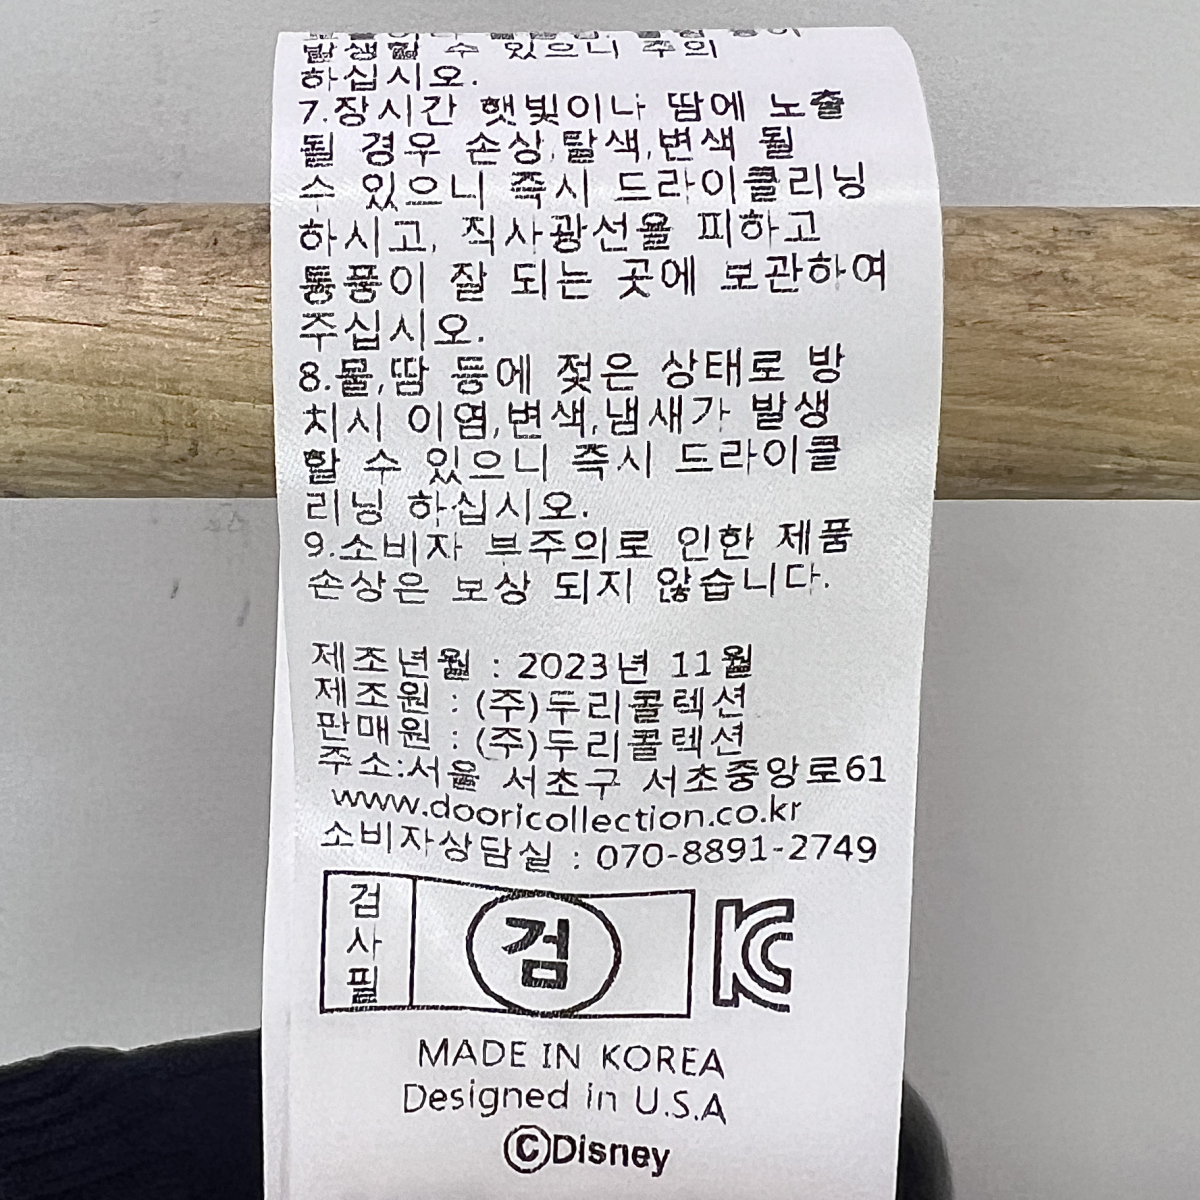 발생할 수 있으니 주의
하십시오.
7.장시간 햇빛이나 땀에 노출
될 경우 손상,탈색,변색 될
수 있으니 즉시 드라이클리닝
하시고, 직사광선을 피하고
통풍이 잘 되는 곳에 보관하여
주십시오.
8.물,땀 등에 젖은 상태로 방
치시 이염,변색,냄새가 발생
할 수 있으니 즉시 드라이클
리닝 하십시오.
9.소비자 부주의로 인한 제품
손상은 보상 되지 않습니다.
제조년월 : 2023년 11월
제조원 : (주)두리콜렉션
판매원 : (주)두리콜렉션
주소:서울 서초구 서초중앙로61
www.dooricollection.co.kr
소비자상담실 : 070-8891-2749
검사필
검
KC
MADE IN KOREA
Designed in U.S.A
©Disney